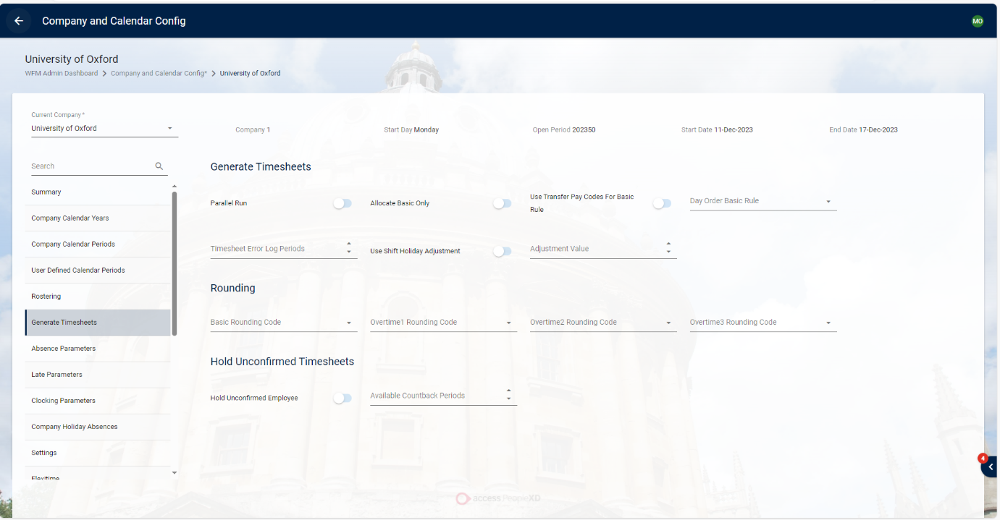 Company and Calendar Config
MO
University of Oxford
WFM Admin Dashboard > Company and Calendar Config* > University of Oxford
Current Company*
University of Oxford
Company 1
Start Day Monday
Open Period 202350
Start Date 11-Dec-2023
End Date 17-Dec-2023
Search
Summary
Company Calendar Years
Company Calendar Periods
User Defined Calendar Periods
Rostering
Generate Timesheets
Absence Parameters
Late Parameters
Clocking Parameters
Company Holiday Absences
Settings
Flexitime
Generate Timesheets
Parallel Run
Allocate Basic Only
Use Transfer Pay Codes For Basic
Rule
Day Order Basic Rule
Timesheet Error Log Periods
Use Shift Holiday Adjustment
Adjustment Value
Rounding
Basic Rounding Code
Overtime1 Rounding Code
Overtime2 Rounding Code
Overtime3 Rounding Code
Hold Unconfirmed Timesheets
Hold Unconfirmed Employee
Available Countback Periods
4
access PeopleXD